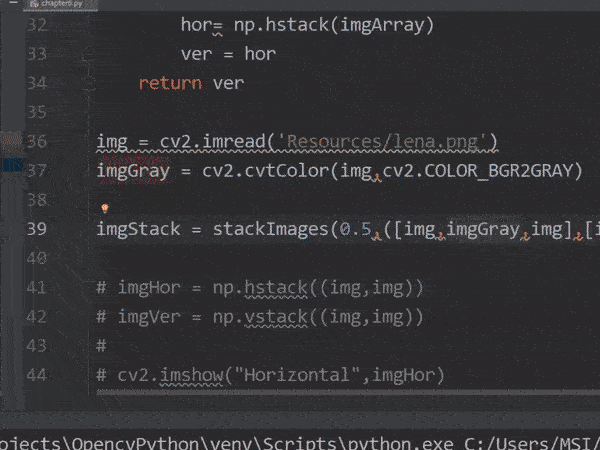 chapter6.py
32 hor= np.hstack(imgArray)
33 ver = hor
34 return ver
35
36 img = cv2.imread('Resources/lena.png')
37 imgGray = cv2.cvtColor(img,cv2.COLOR_BGR2GRAY)
38
39 imgStack = stackImages(0.5,([img,imgGray,img],[i
40
41 # imgHor = np.hstack((img,img))
42 # imgVer = np.vstack((img,img))
43 #
44 # cv2.imshow("Horizontal",imgHor)
ojects\OpencvPython\venv\Scripts\python.exe C:/Users/MSI/